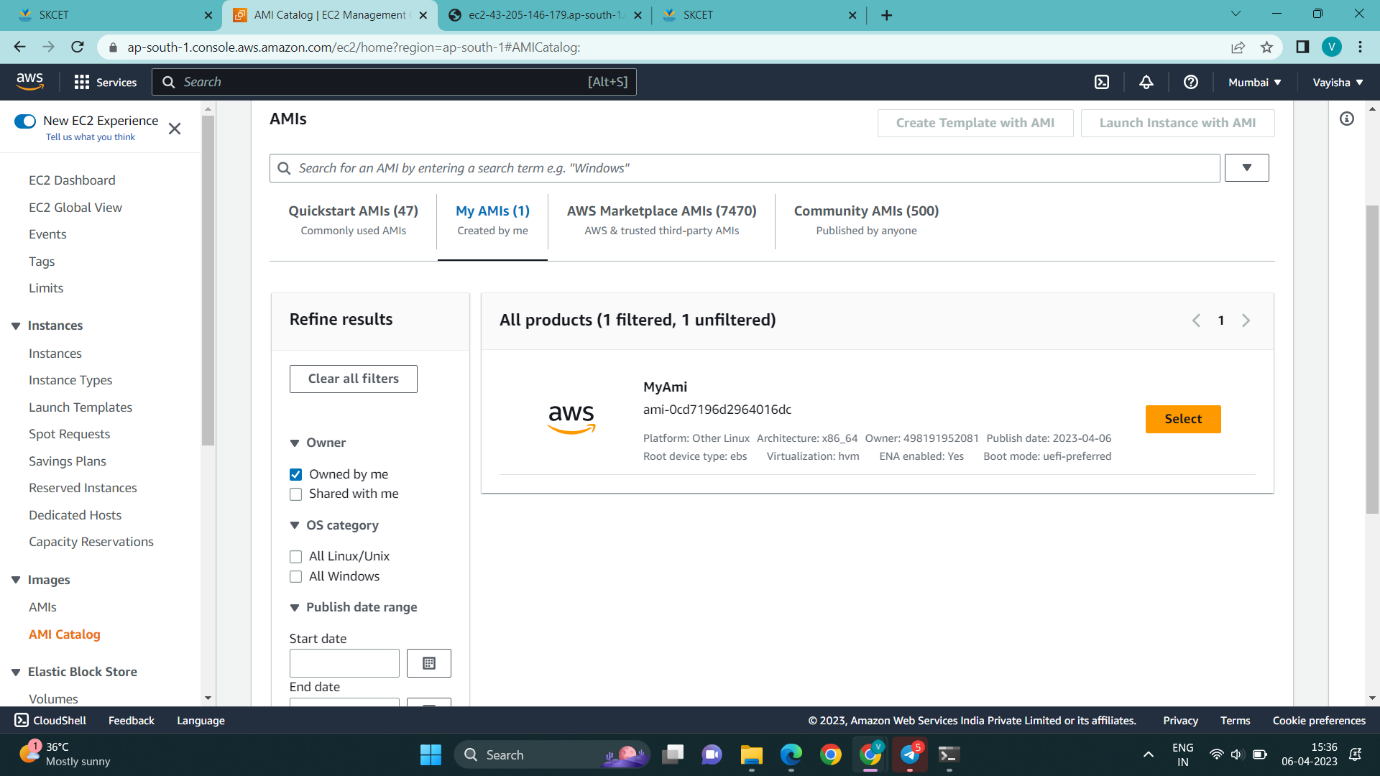 SKCET
AMI Catalog | EC2 Management
ec2-43-205-146-179.ap-south-1.
SKCET
ap-south-1.console.aws.amazon.com/ec2/home?region=ap-south-1#AMICatalog:
V
aws
Services
Search
[Alt+S]
Mumbai
Vayisha
New EC2 Experience
Tell us what you think
EC2 Dashboard
EC2 Global View
Events
Tags
Limits
Instances
Instances
Instance Types
Launch Templates
Spot Requests
Savings Plans
Reserved Instances
Dedicated Hosts
Capacity Reservations
Images
AMIs
AMI Catalog
Elastic Block Store
Volumes
AMIs
Create Template with AMI
Launch Instance with AMI
Search for an AMI by entering a search term e.g. "Windows"
Quickstart AMIs (47)
Commonly used AMIs
My AMIs (1)
Created by me
AWS Marketplace AMIs (7470)
AWS & trusted third-party AMIs
Community AMIs (500)
Published by anyone
Refine results
Clear all filters
Owner
Owned by me
Shared with me
OS category
All Linux/Unix
All Windows
Publish date range
Start date
End date
All products (1 filtered, 1 unfiltered)
1
aws
MyAmi
ami-0cd7196d2964016dc
Platform: Other Linux Architecture: x86_64 Owner: 498191952081 Publish date: 2023-04-06
Root device type: ebs Virtualization: hvm ENA enabled: Yes Boot mode: uefi-preferred
Select
CloudShell
Feedback
Language
© 2023, Amazon Web Services India Private Limited or its affiliates.
Privacy
Terms
Cookie preferences
1
36°C
Mostly sunny
Search
V
5
ENG
IN
15:36
06-04-2023